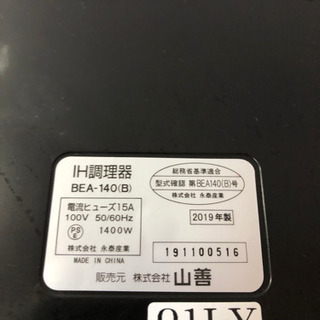 IH調理器
BEA-140(B)
総務省基準適合
型式確認 第BEA140(B)号
株式会社 永泰産業
電流ヒューズ15A
100V 50/60Hz
PS
E
1400W
2019年製
株式会社 永泰産業
MADE IN CHINA
191100516
販売元 株式会社 山善